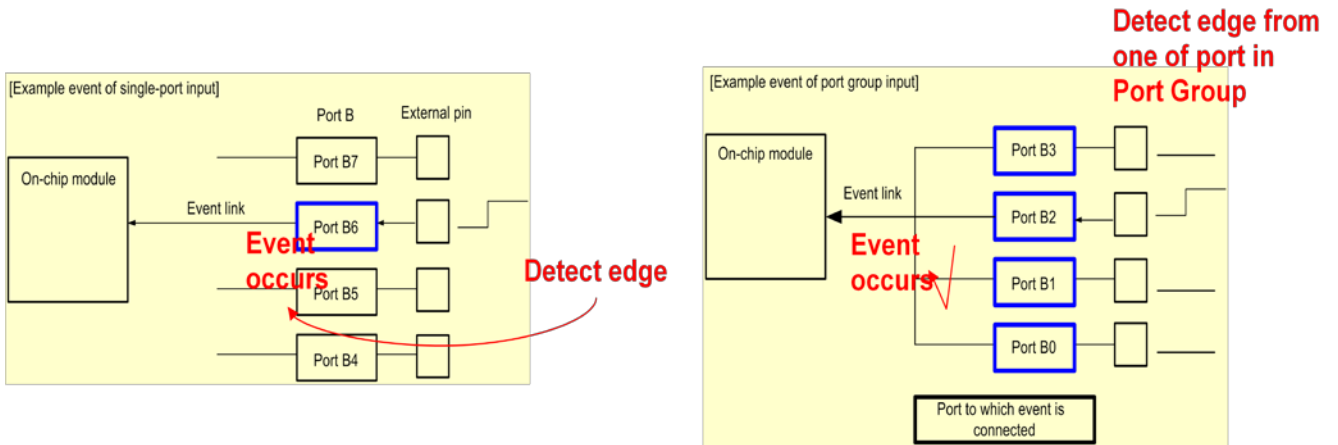 [Example event of single-port input]
Port B
External pin
On-chip module
Port B7
Event link
Port B6
Event
occurs
Detect edge
Port B5
Port B4
Detect edge from
one of port in
Port Group
[Example event of port group input]
On-chip module
Port B3
Event link
Port B2
Event
occurs
Port B1
Port B0
Port to which event is
connected